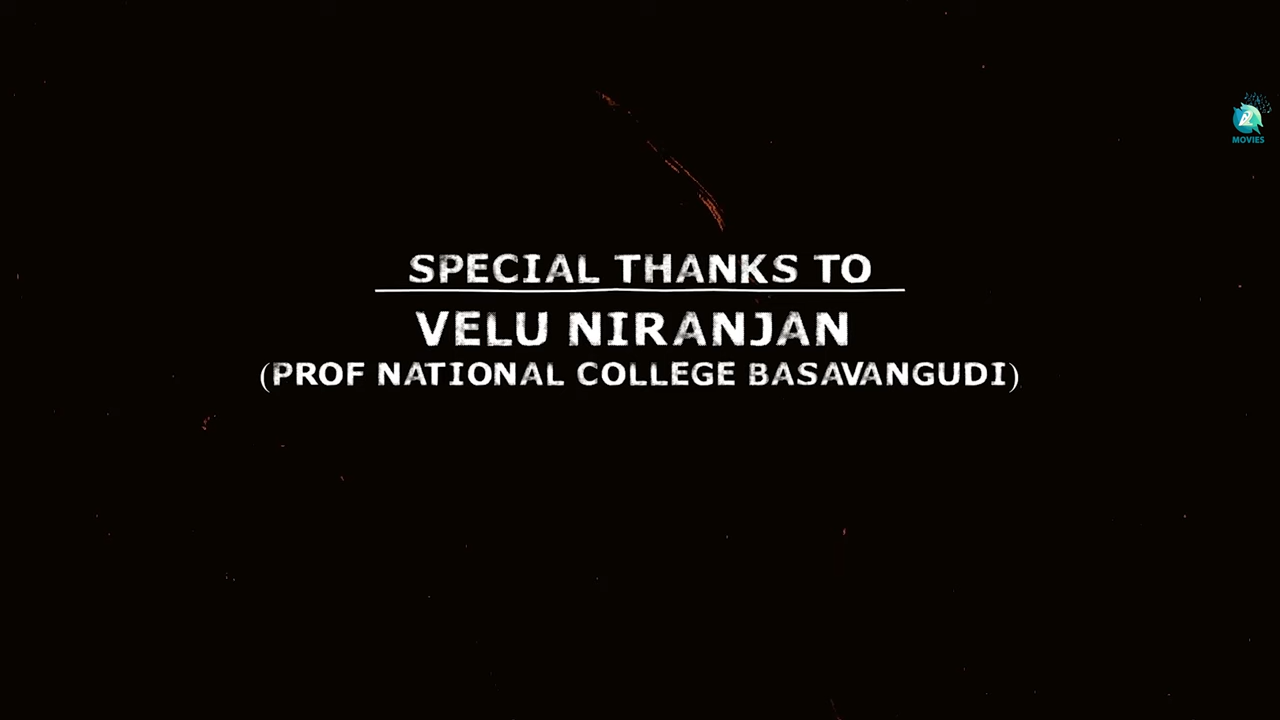 SPECIAL THANKS TO
VELU NIRANJAN
(PROF NATIONAL COLLEGE BASAVANGUDI)
MOVIES